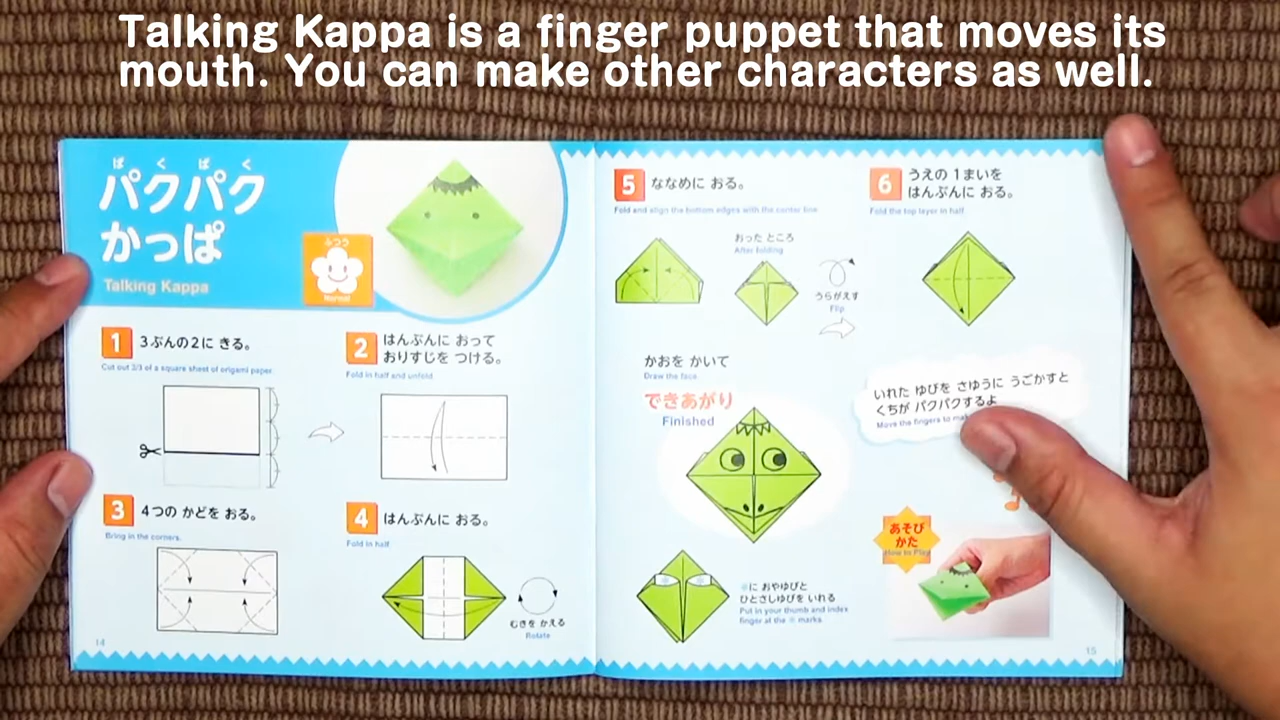 Talking Kappa is a finger puppet that moves its
mouth. You can make other characters as well.
ぱくぱく
パクパク
かっぱ
Talking Kappa
ふつう
Normal
1 3ぶんの2に きる。
Cut out 2/3 of a square sheet of origami paper.
2 はんぶんに おって
おりすじを つける。
Fold in half and unfold.
3 4つの かどを おる。
Bring in the corners.
4 はんぶんに おる。
Fold in half.
むきを かえる
Rotate
14
5 ななめに おる。
Fold and align the bottom edges with the center line.
おった ところ
After folding
うらがえす
Flip
6 うえの 1まいを
はんぶんに おる。
Fold the top layer in half.
かおを かいて
Draw the face.
できあがり
Finished
いれた ゆびを さゆうに うごかすと
くちが パクパクするよ
Move the fingers to
※に おやゆびと
ひとさしゆびを いれる
Put in your thumb and index
finger at the ※ marks.
あそび
かた
How to Play
15